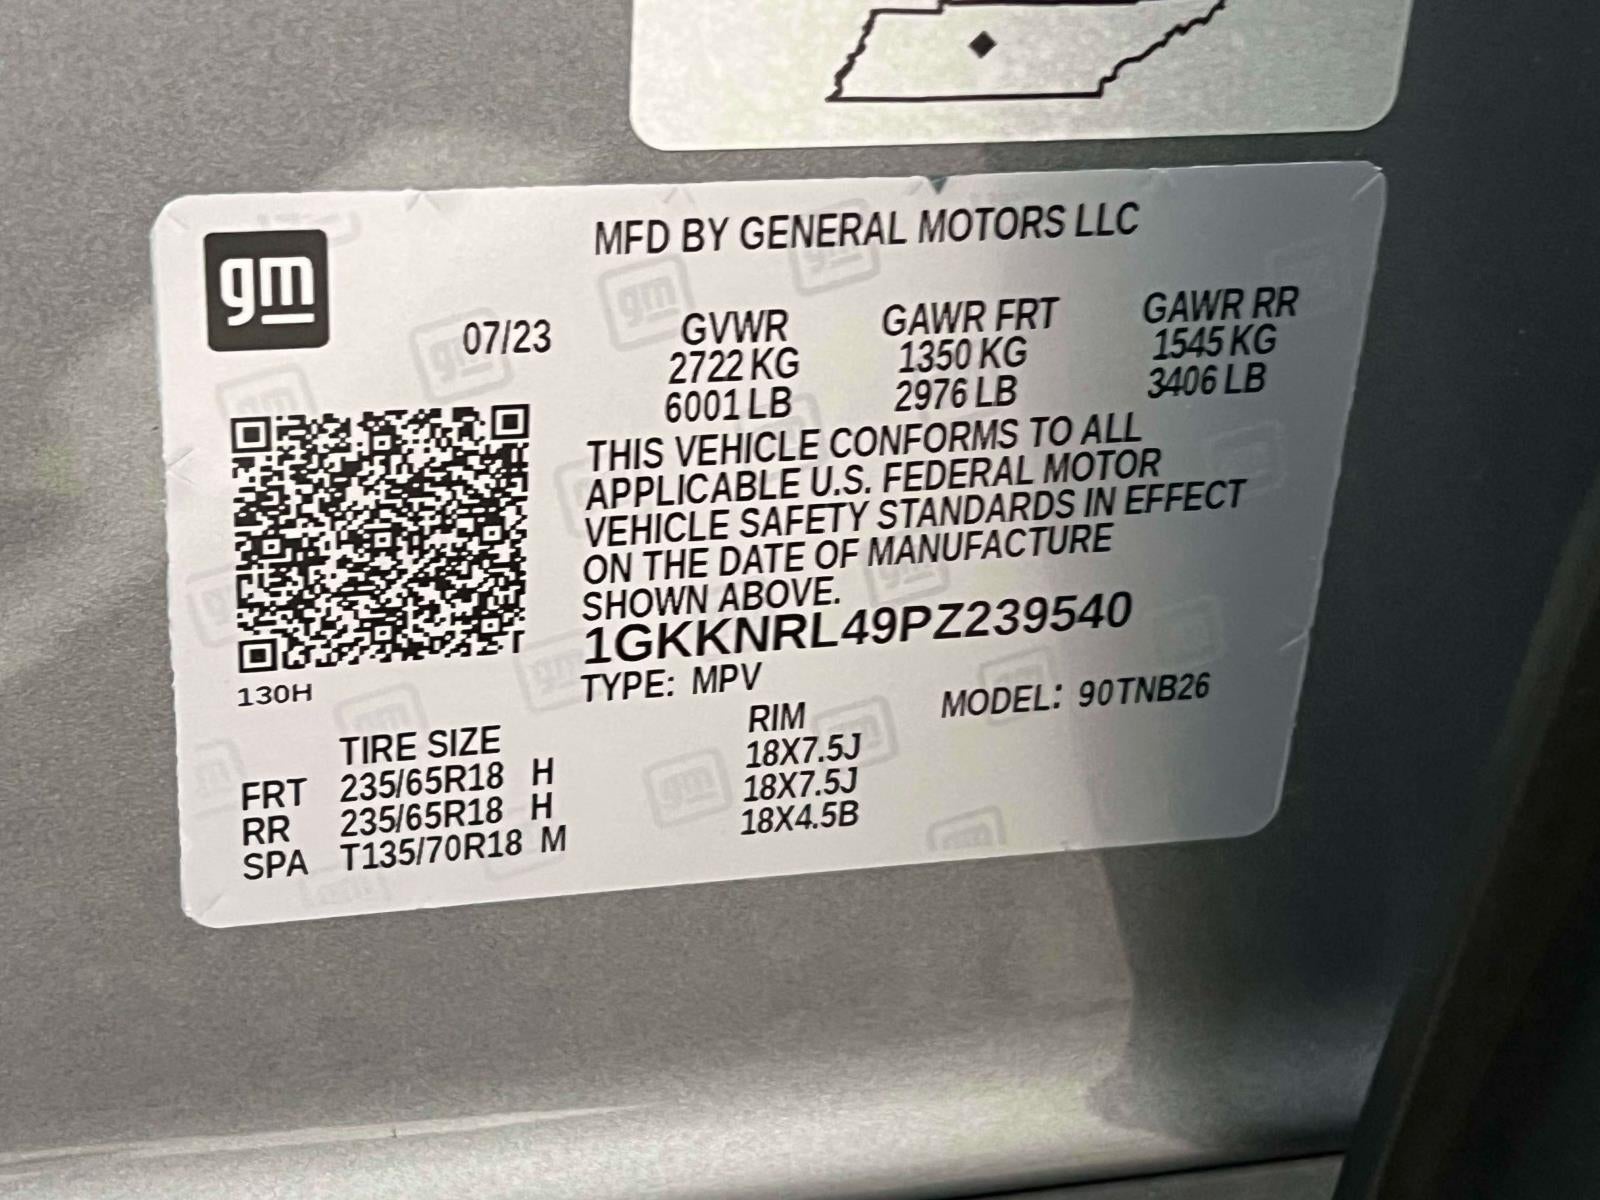 gm
MFD BY GENERAL MOTORS LLC
07/23
GVWR GAWR FRT GAWR RR
2722 KG 1350 KG 1545 KG
6001 LB 2976 LB 3406 LB
THIS VEHICLE CONFORMS TO ALL
APPLICABLE U.S. FEDERAL MOTOR
VEHICLE SAFETY STANDARDS IN EFFECT
ON THE DATE OF MANUFACTURE
SHOWN ABOVE.
1GKKNRL49PZ239540
130H
TYPE: MPV MODEL: 90TNB26
TIRE SIZE RIM
FRT 235/65R18 H 18X7.5J
RR 235/65R18 H 18X7.5J
SPA T135/70R18 M 18X4.5B